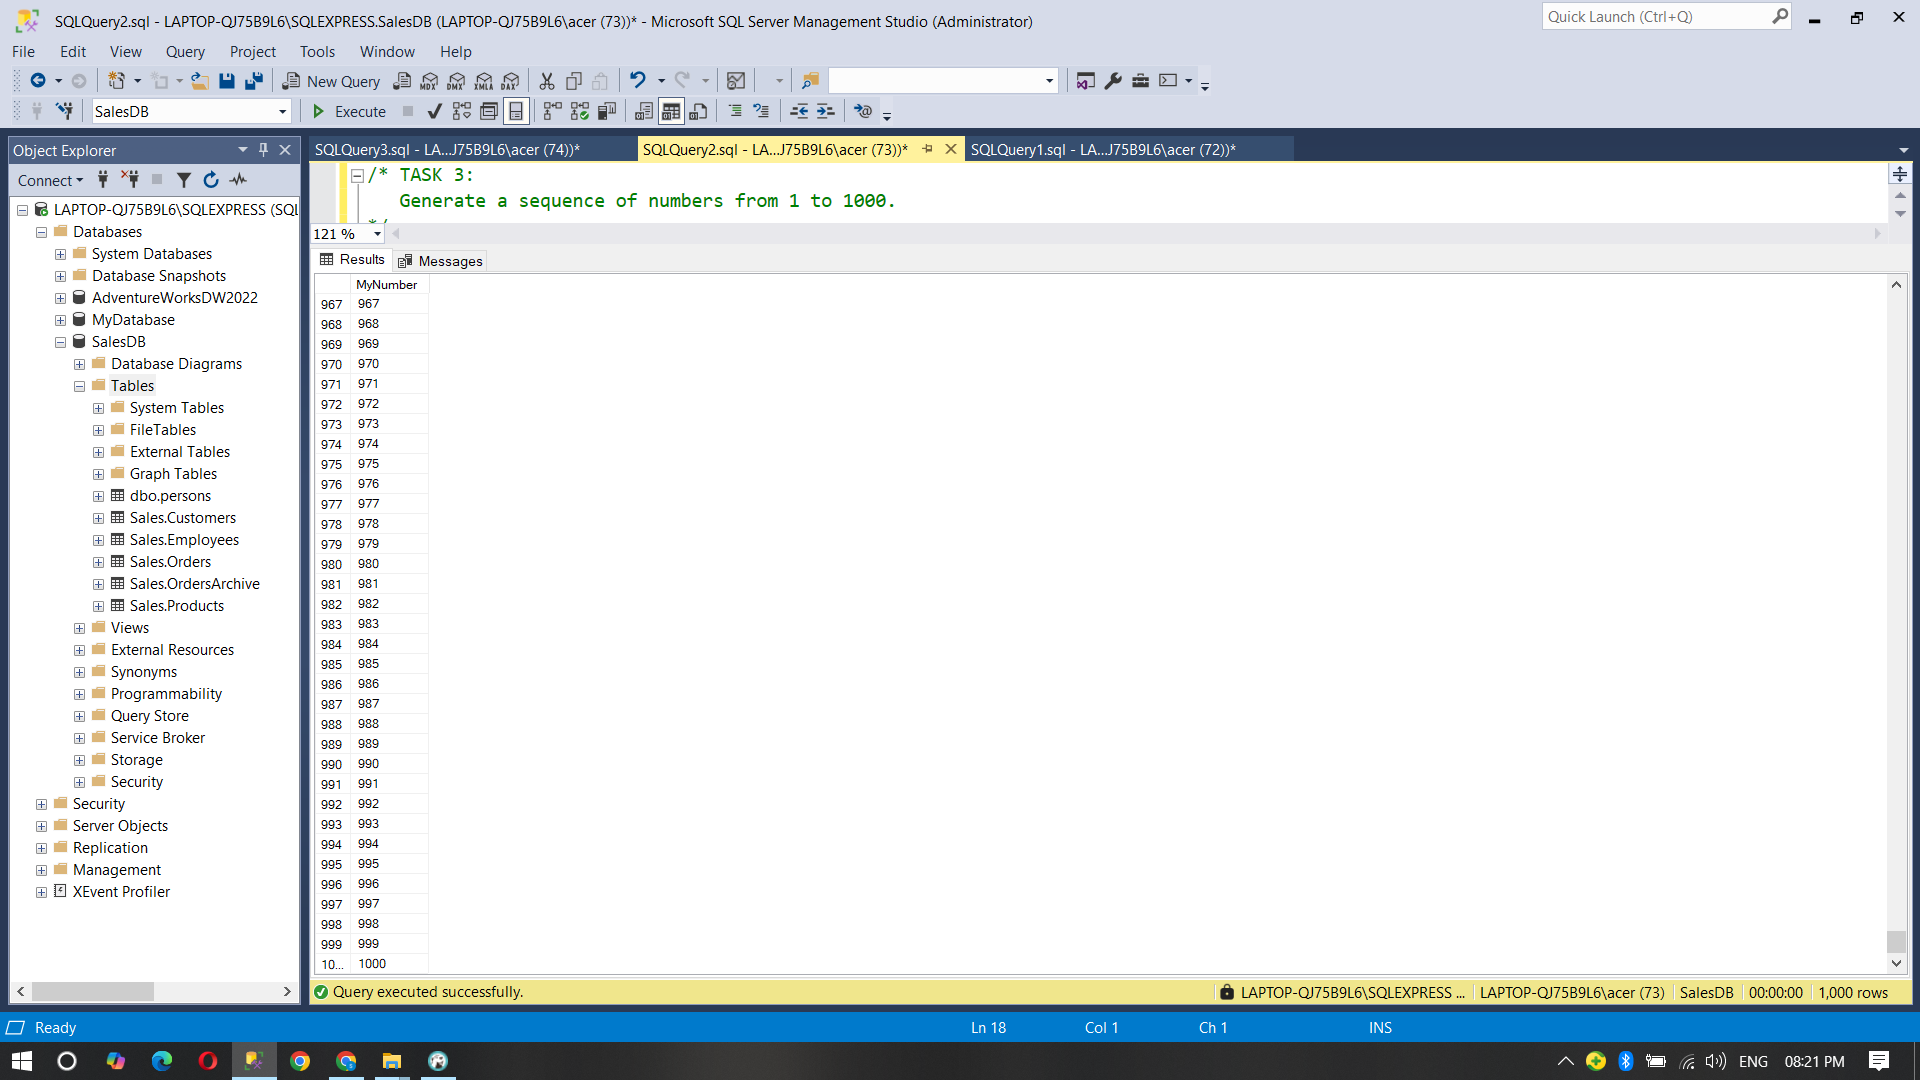 SQLQuery2.sql - LAPTOP-QJ75B9L6\SQLEXPRESS.SalesDB (LAPTOP-QJ75B9L6\acer (73))* - Microsoft SQL Server Management Studio (Administrator)
Quick Launch (Ctrl+Q)
File Edit View Query Project Tools Window Help
New Query MDX DMX XMLA DAX
SalesDB Execute
Object Explorer
SQLQuery3.sql - LA...J75B9L6\acer (74))* SQLQuery2.sql - LA...J75B9L6\acer (73))* SQLQuery1.sql - LA...J75B9L6\acer (72))*
Connect
LAPTOP-QJ75B9L6\SQLEXPRESS (SQL
Databases
System Databases
Database Snapshots
AdventureWorksDW2022
MyDatabase
SalesDB
Database Diagrams
Tables
System Tables
FileTables
External Tables
Graph Tables
dbo.persons
Sales.Customers
Sales.Employees
Sales.Orders
Sales.OrdersArchive
Sales.Products
Views
External Resources
Synonyms
Programmability
Query Store
Service Broker
Storage
Security
Security
Server Objects
Replication
Management
XEvent Profiler
/* TASK 3:
Generate a sequence of numbers from 1 to 1000.
*/
121 %
Results Messages
MyNumber
967 967
968 968
969 969
970 970
971 971
972 972
973 973
974 974
975 975
976 976
977 977
978 978
979 979
980 980
981 981
982 982
983 983
984 984
985 985
986 986
987 987
988 988
989 989
990 990
991 991
992 992
993 993
994 994
995 995
996 996
997 997
998 998
999 999
10... 1000
Query executed successfully. LAPTOP-QJ75B9L6\SQLEXPRESS ... LAPTOP-QJ75B9L6\acer (73) SalesDB 00:00:00 1,000 rows
Ready Ln 18 Col 1 Ch 1 INS
ENG 08:21 PM